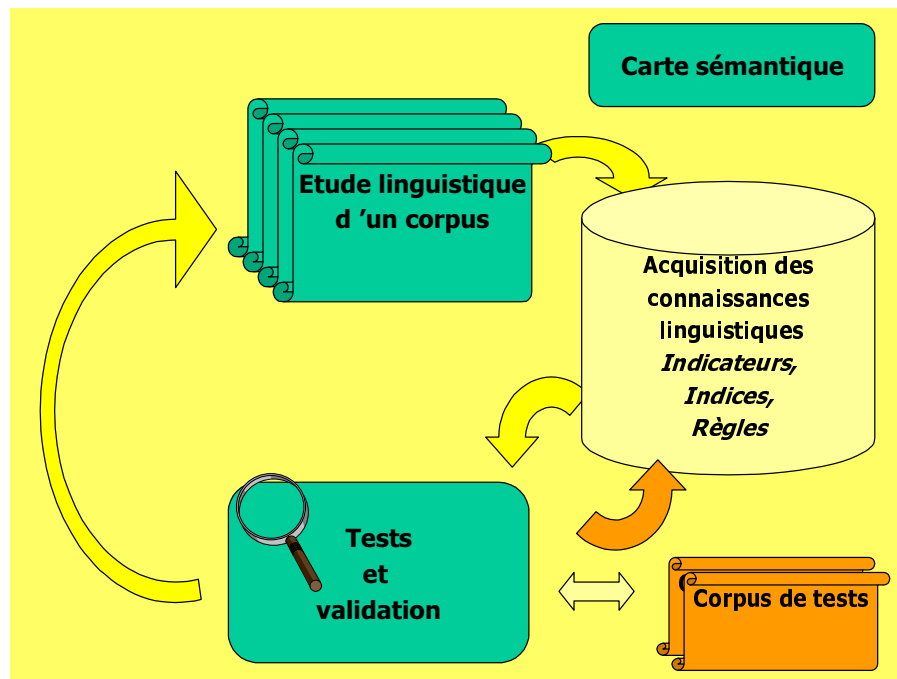 Carte sémantique
Etude linguistique
d ’un corpus
Acquisition des
connaissances
linguistiques
Indicateurs,
Indices,
Règles
Tests
et
validation
Corpus de tests